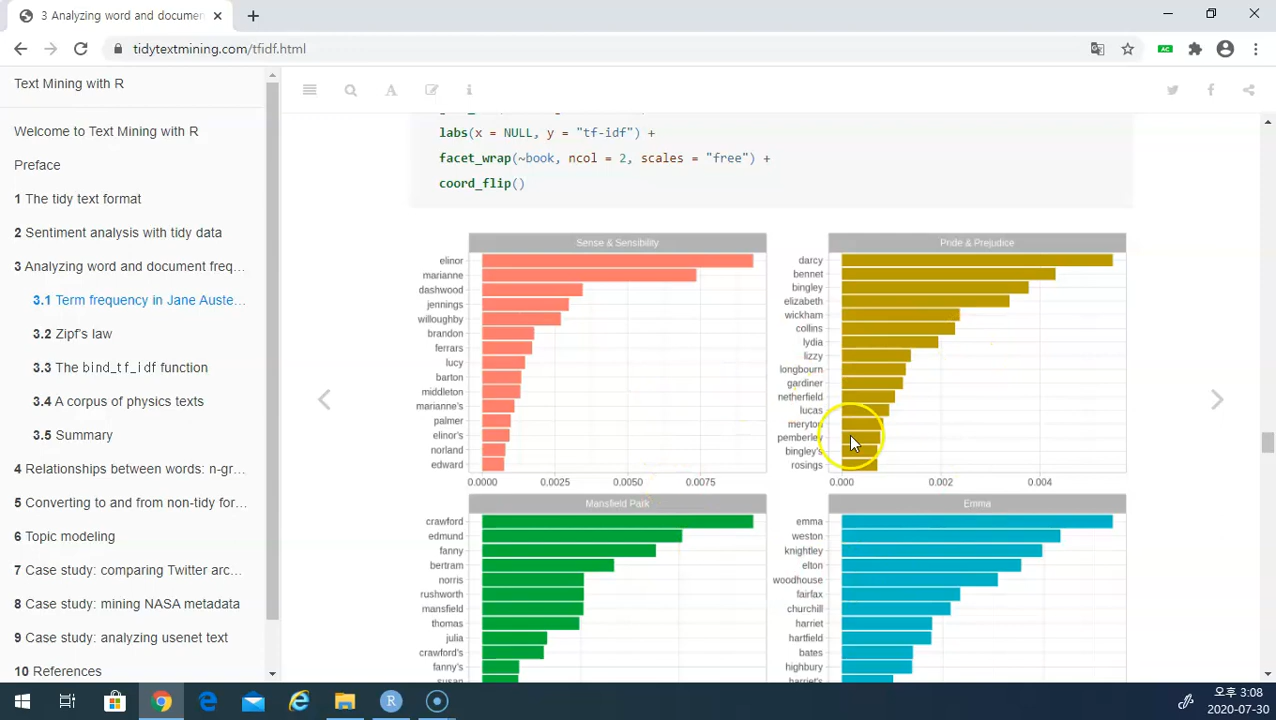 3 Analyzing word and documen
tidytextmining.com/tfidf.html
AC
Text Mining with R
Welcome to Text Mining with R
Preface
1 The tidy text format
2 Sentiment analysis with tidy data
3 Analyzing word and document freq...
3.1 Term frequency in Jane Auste...
3.2 Zipf's law
3.3 The bind_tf_idf function
3.4 A corpus of physics texts
3.5 Summary
4 Relationships between words: n-gr...
5 Converting to and from non-tidy for...
6 Topic modeling
7 Case study: comparing Twitter arc...
8 Case study: mining NASA metadata
9 Case study: analyzing usenet text
10 References
labs(x = NULL, y = "tf-idf") +
facet_wrap(~book, ncol = 2, scales = "free") +
coord_flip()
Sense & Sensibility
elinor
marianne
dashwood
jennings
willoughby
brandon
ferrars
lucy
barton
middleton
marianne's
palmer
elinor's
norland
edward
0.0000 0.0025 0.0050 0.0075
Pride & Prejudice
darcy
bennet
bingley
elizabeth
wickham
collins
lydia
lizzy
longbourn
gardiner
netherfield
lucas
meryton
pemberley
bingley's
rosings
0.000 0.002 0.004
Mansfield Park
crawford
edmund
fanny
bertram
norris
rushworth
mansfield
thomas
julia
crawford's
fanny's
susan
Emma
emma
weston
knightley
elton
woodhouse
fairfax
churchill
harriet
hartfield
bates
highbury
harriet's
오후 3:08
2020-07-30